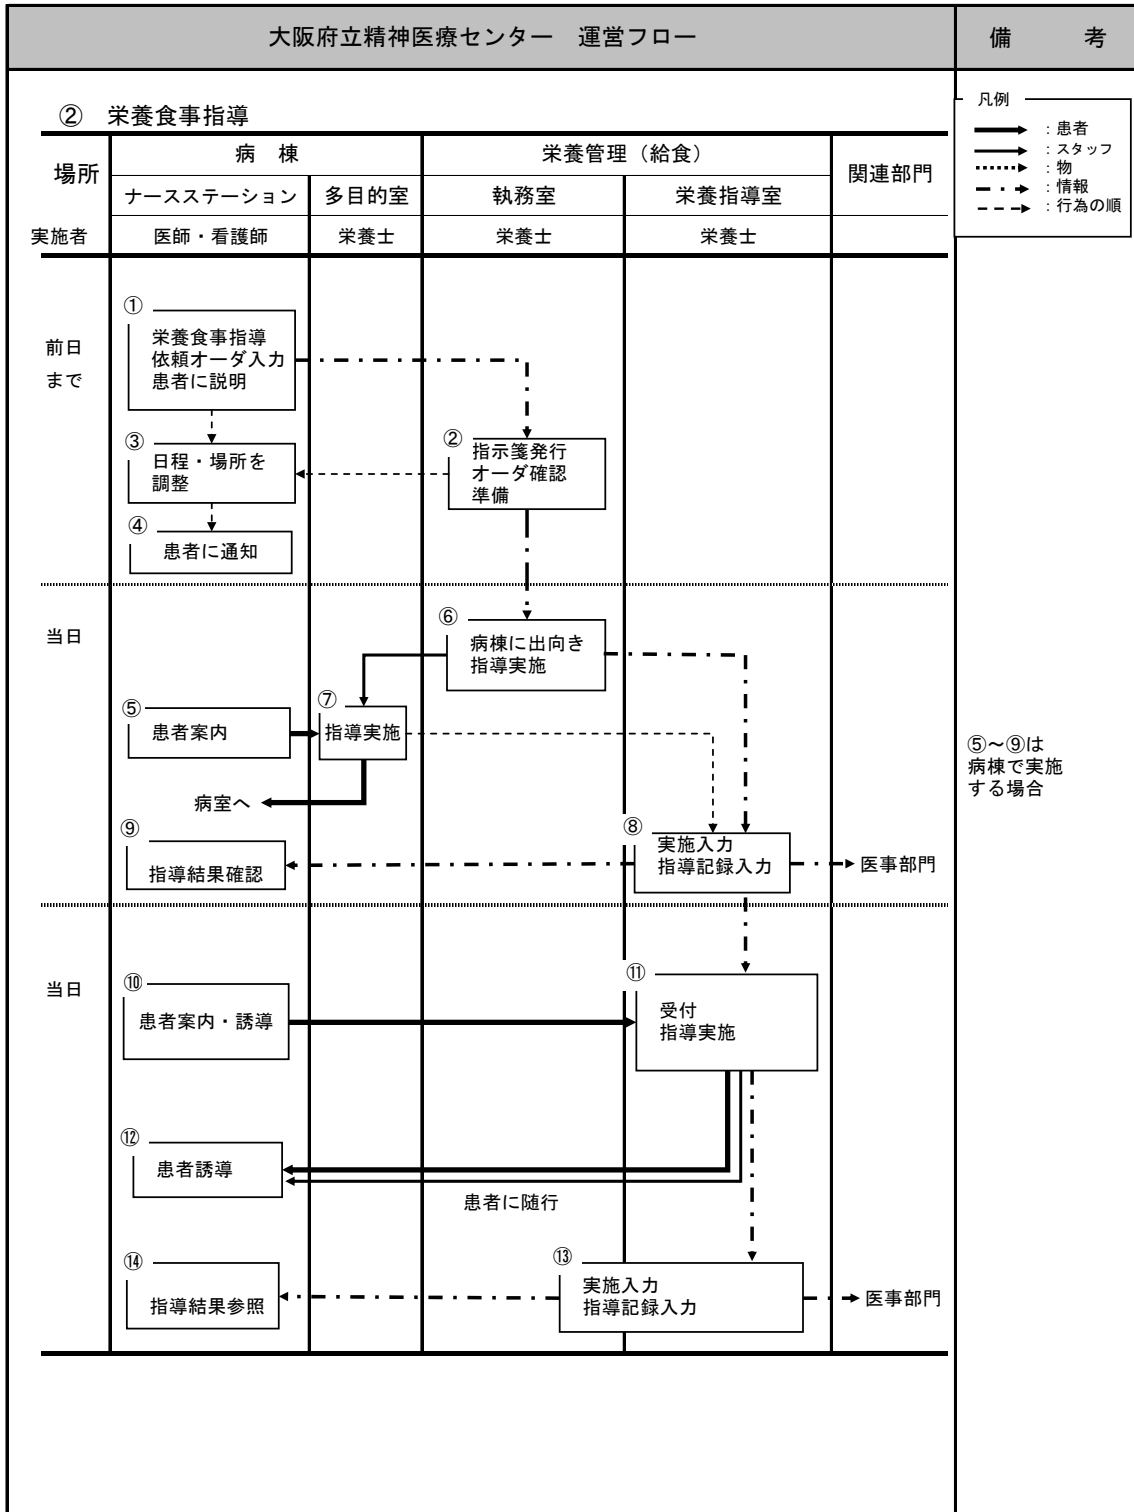 大阪府立精神医療センター　運営フロー
備　考
② 栄養食事指導
凡例
：患者
：スタッフ
：物
：情報
：行為の順
場所
病 棟
栄養管理（給食）
関連部門
ナースステーション
多目的室
執務室
栄養指導室
実施者
医師・看護師
栄養士
栄養士
栄養士
前日
まで
①
栄養食事指導
依頼オーダ入力
患者に説明
②
指示箋発行
オーダ確認
準備
③
日程・場所を
調整
④
患者に通知
当日
⑥
病棟に出向き
指導実施
⑤
患者案内
⑦
指導実施
⑤～⑨は
病棟で実施
する場合
病室へ
⑧
実施入力
指導記録入力
医事部門
⑨
指導結果確認
当日
⑩
患者案内・誘導
⑪
受付
指導実施
⑫
患者誘導
患者に随行
⑬
実施入力
指導記録入力
医事部門
⑭
指導結果参照